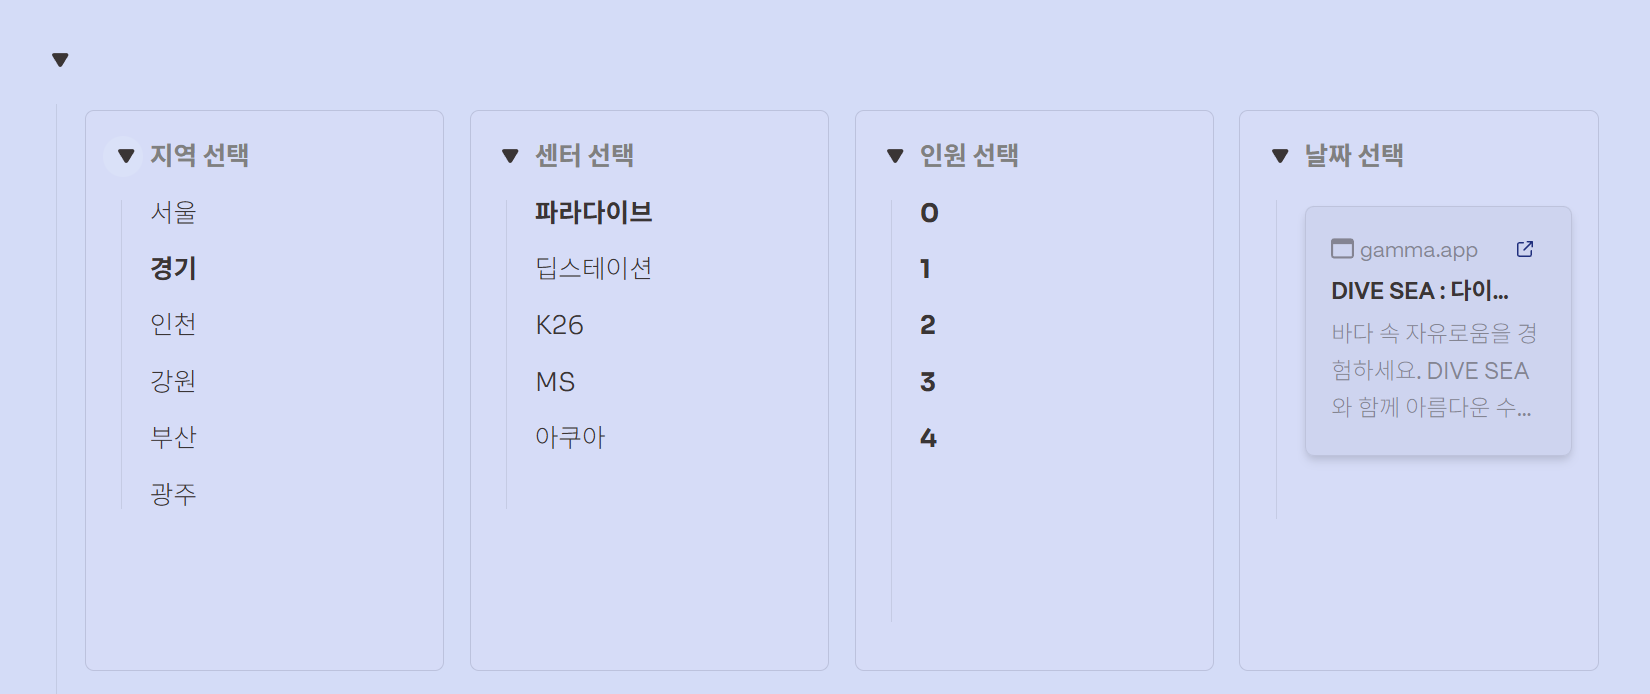 지역 선택
서울
경기
인천
강원
부산
광주
센터 선택
파라다이브
딥스테이션
K26
MS
아쿠아
인원 선택
0
1
2
3
4
날짜 선택
gamma.app
DIVE SEA : 다이...
바다 속 자유로움을 경
험하세요. DIVE SEA
와 함께 아름다운 수...